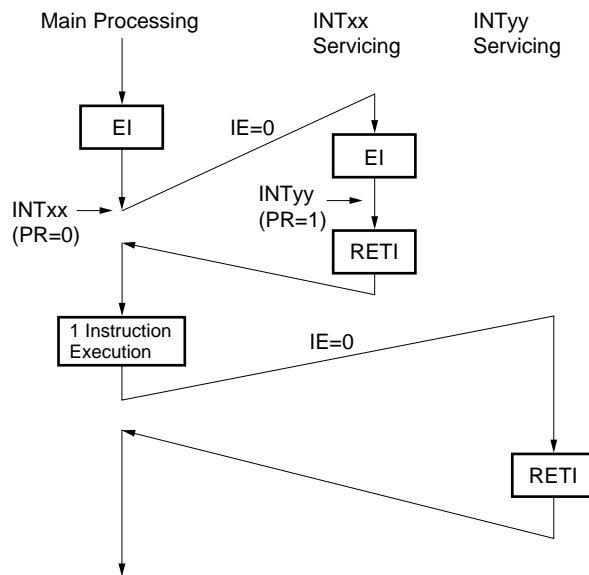 Main Processing
INTxx
Servicing
INTyy
Servicing
EI
IE=0
EI
INTxx
(PR=0)
INTyy
(PR=1)
RETI
1 Instruction
Execution
IE=0
RETI